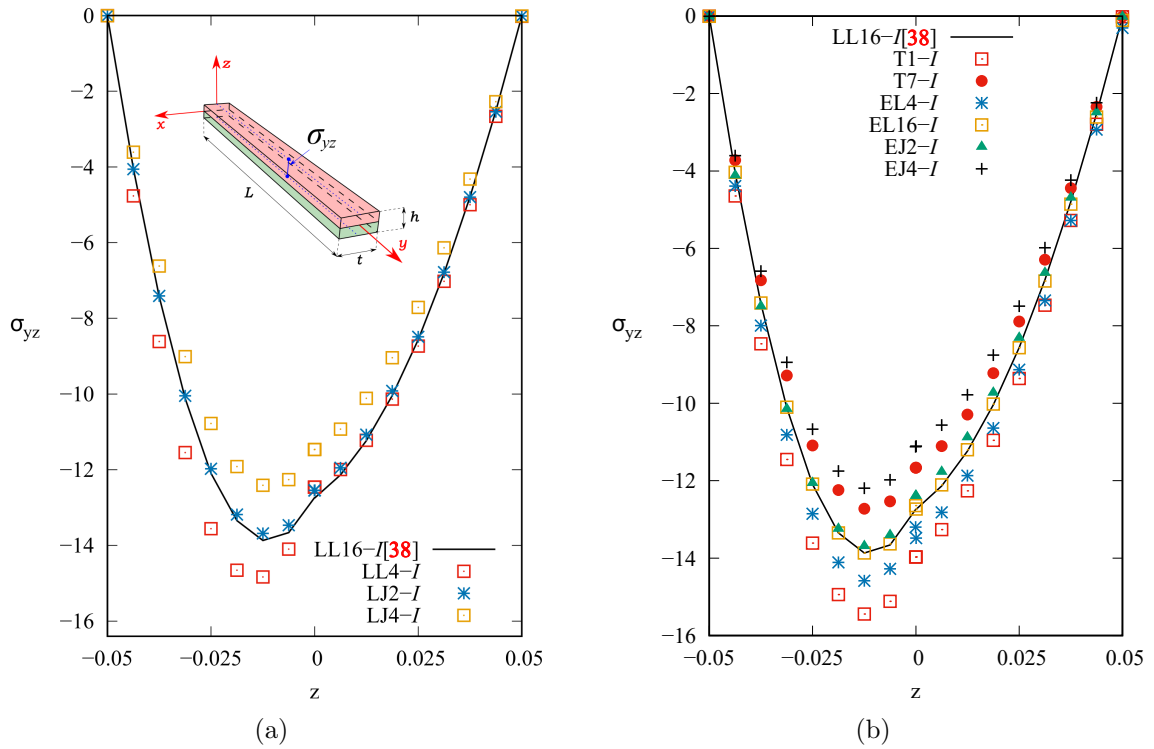 0
−2
−4
−6
−8
−10
−12
−14
−16
σyz
−0.05
−0.025
0
0.025
0.05
z
z
x
σyz
L
h
t
y
LL16−I[38]
LL4−I
LJ2−I
LJ4−I
(a)
0
−2
−4
−6
−8
−10
−12
−14
−16
σyz
−0.05
−0.025
0
0.025
0.05
z
LL16−I[38]
T1−I
T7−I
EL4−I
EL16−I
EJ2−I
EJ4−I
(b)